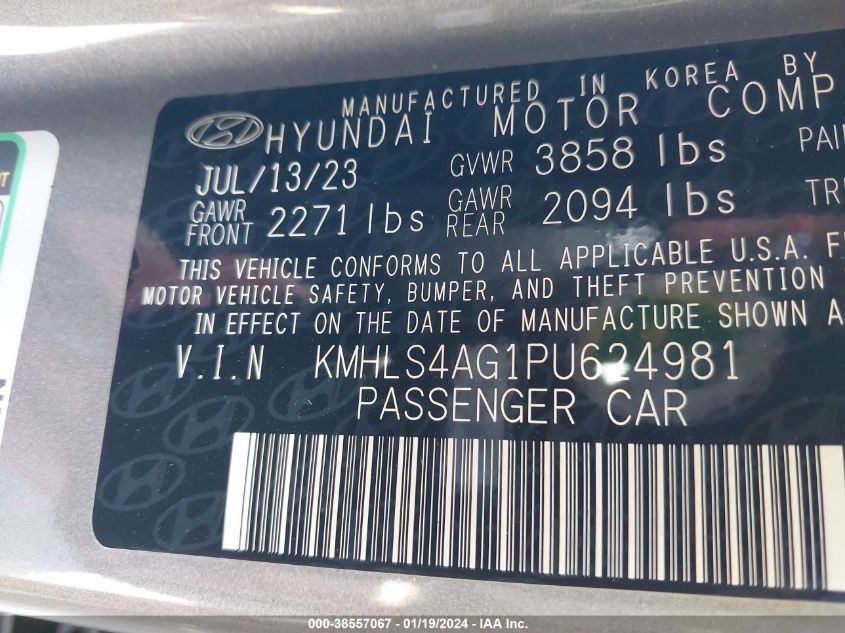 MANUFACTURED IN KOREA BY
HYUNDAI MOTOR COMP
JUL/13/23 GVWR 3858 lbs PAI
GAWR FRONT 2271 lbs GAWR REAR 2094 lbs TR
THIS VEHICLE CONFORMS TO ALL APPLICABLE U.S.A. F
MOTOR VEHICLE SAFETY, BUMPER, AND THEFT PREVENTION
IN EFFECT ON THE DATE OF MANUFACTURE SHOWN A
V.I.N KMHLS4AG1PU624981
PASSENGER CAR
000-38557067 - 01/19/2024 - IAA Inc.